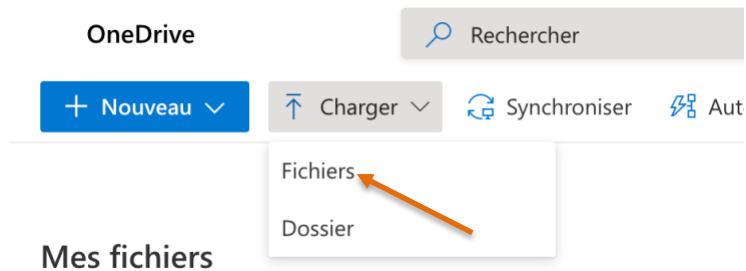 OneDrive
Rechercher
Nouveau
Charger
Synchroniser
Fichiers
Dossier
Mes fichiers